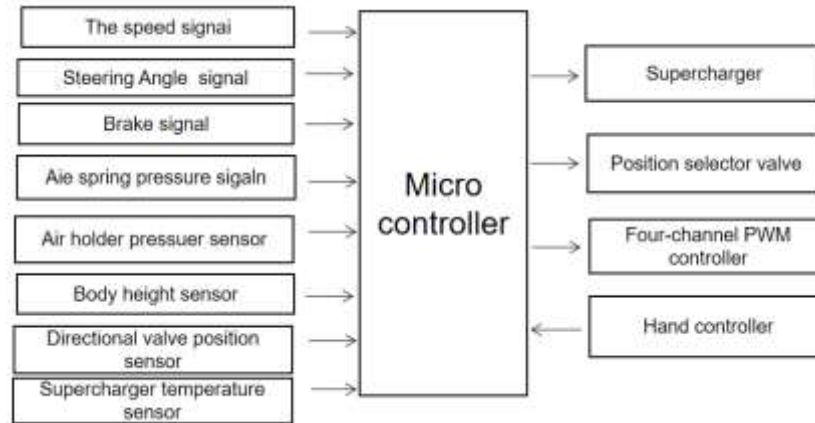 The speed signai
Steering Angle signal
Brake signal
Aie spring pressure sigaln
Air holder pressuer sensor
Body height sensor
Directional valve position
sensor
Supercharger temperature
sensor
Micro
controller
Supercharger
Position selector valve
Four-channel PWM
controller
Hand controller